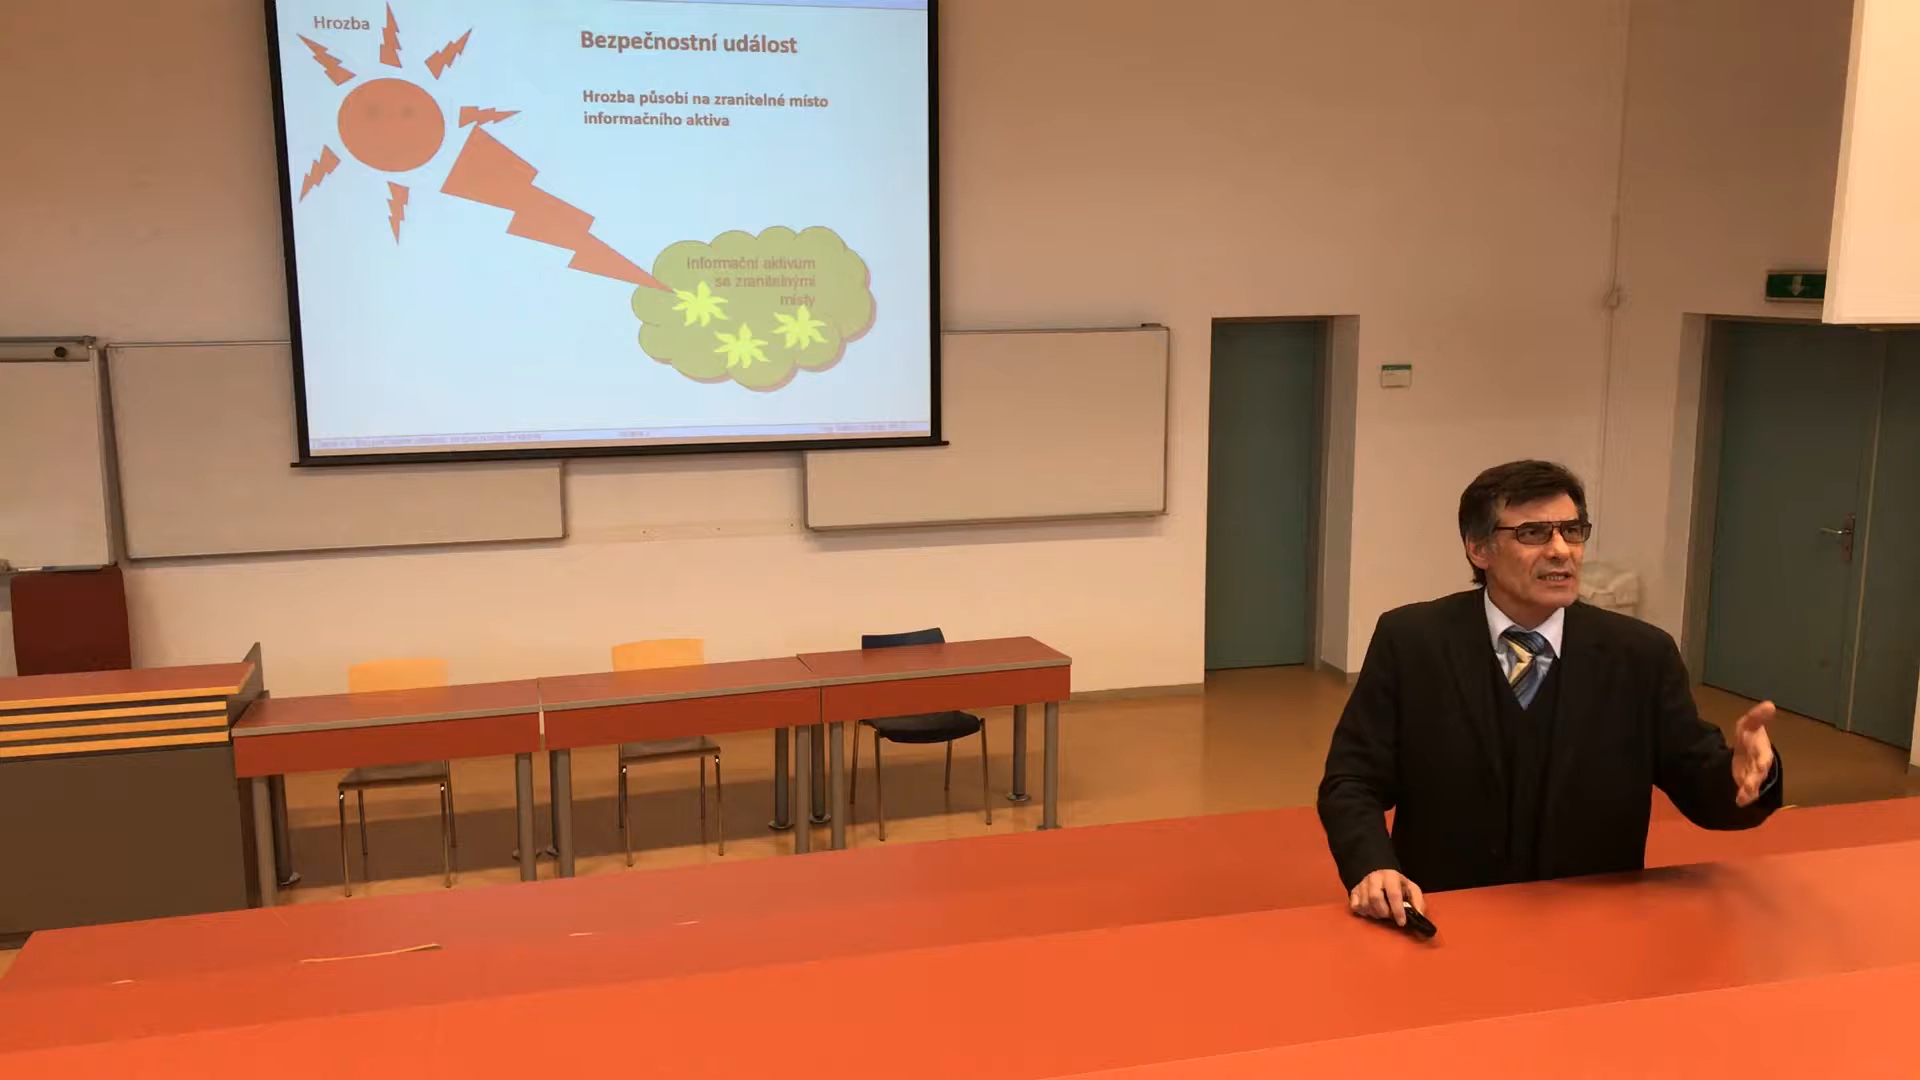 Hrozba
Bezpečnostní událost
Hrozba působí na zranitelné místo
informačního aktiva
Informační aktivum
se zranitelnými
místy